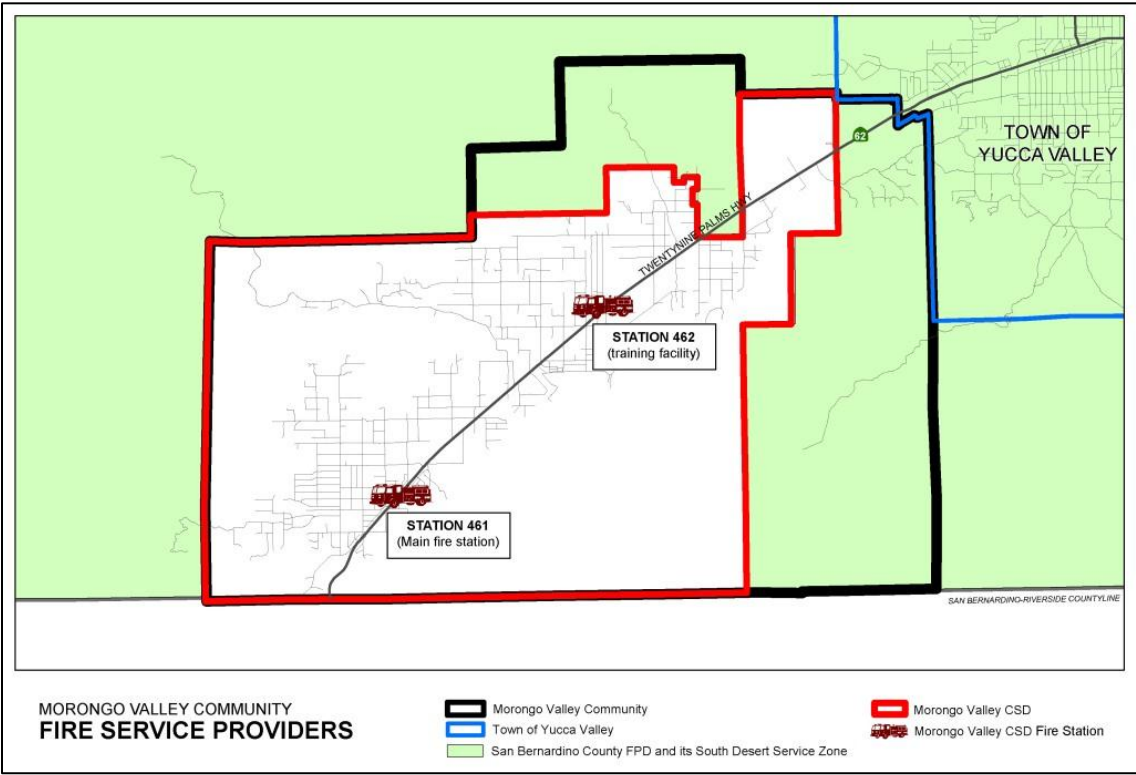 TOWN OF
YUCCA VALLEY
62
TWENTYNINE PALMS HWY
STATION 462
(training facility)
STATION 461
(Main fire station)
SAN BERNARDINO-RIVERSIDE COUNTYLINE
MORONGO VALLEY COMMUNITY
FIRE SERVICE PROVIDERS
Morongo Valley Community
Town of Yucca Valley
San Bernardino County FPD and its South Desert Service Zone
Morongo Valley CSD
Morongo Valley CSD Fire Station